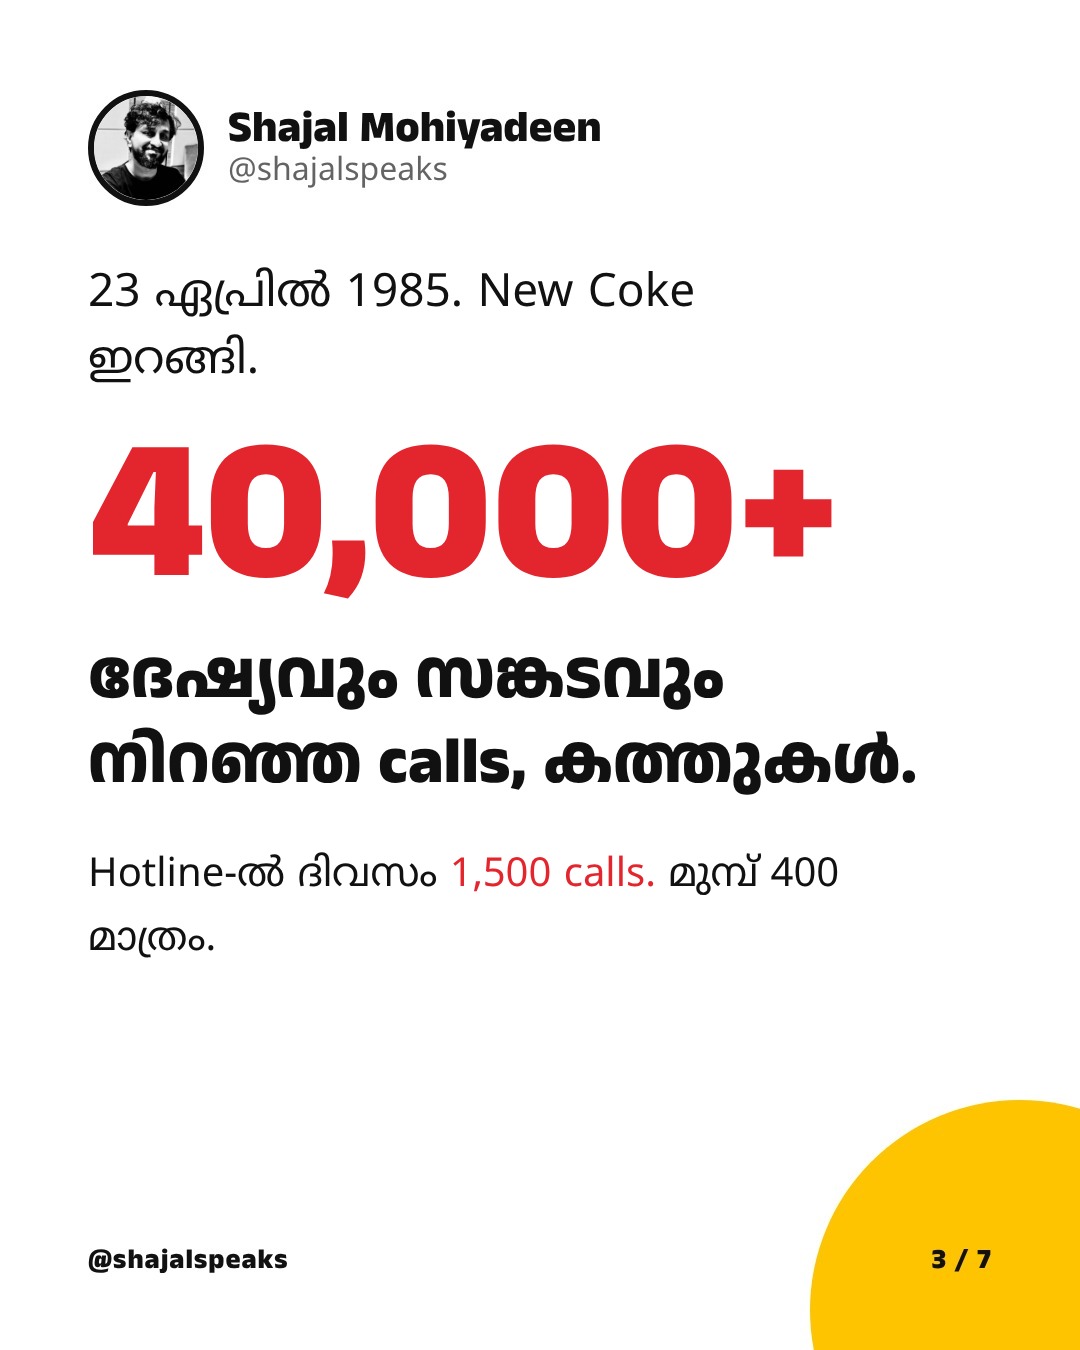 Shajal Mohiyadeen
@shajalspeaks
23 ഏപ്രിൽ 1985. New Coke
ഇറങ്ങി.
40,000+
ദേഷ്യവും സങ്കടവും
നിറഞ്ഞ calls, കത്തുകൾ.
Hotline-ൽ ദിവസം 1,500 calls. മുമ്പ് 400
മാത്രം.
@shajalspeaks
3 / 7